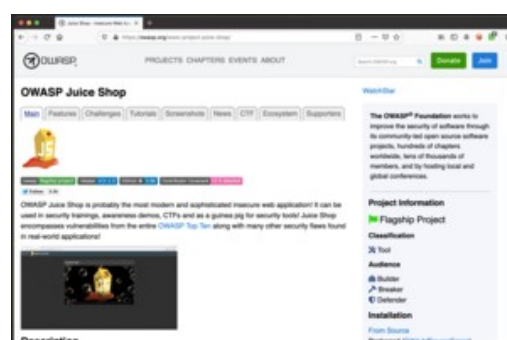 OWASP
PROJECTS CHAPTERS EVENTS ABOUT
Donate
Join
OWASP Juice Shop
Main
Features
Challenges
Tutorials
Screenshots
News
CTF
Ecosystem
Supporters
OWASP Juice Shop is probably the most modern and sophisticated insecure web application! It can be
used in security trainings, awareness demos, CTFs and as a guinea pig for security tools! Juice Shop
encompasses vulnerabilities from the entire OWASP Top Ten along with many other security flaws found
in real-world applications!
Watch Star
The OWASP® Foundation works to
improve the security of software through
its community-led open source software
projects, hundreds of chapters
worldwide, tens of thousands of
members, and by hosting local and
global conferences.
Project Information
Flagship Project
Classification
Tool
Audience
Builder
Breaker
Defender
Installation
From Source